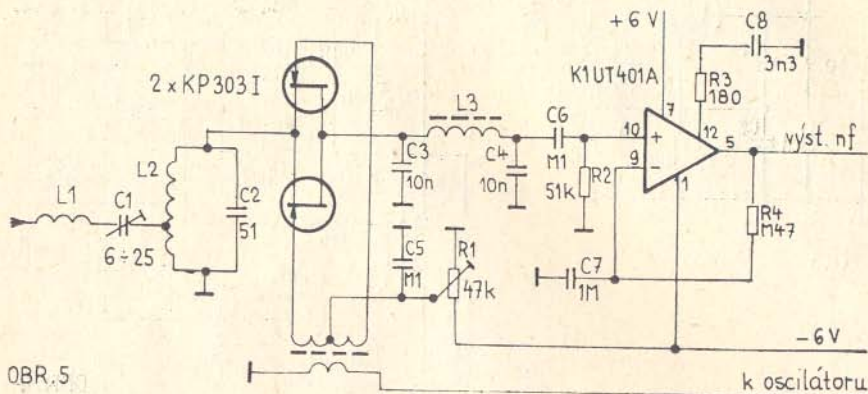 +6 V
C8
3n3
2 x KP303 I
K1UT401A
R3
180
L3
C6
M1
7
10
+
12
5
výst. nf
9
−
1
L1
C1
6÷25
L2
C2
51
C3
10n
C4
10n
51k
R2
R4
M47
C5
M1
R1
47k
C7
1M
−6V
OBR.5
k oscilátoru